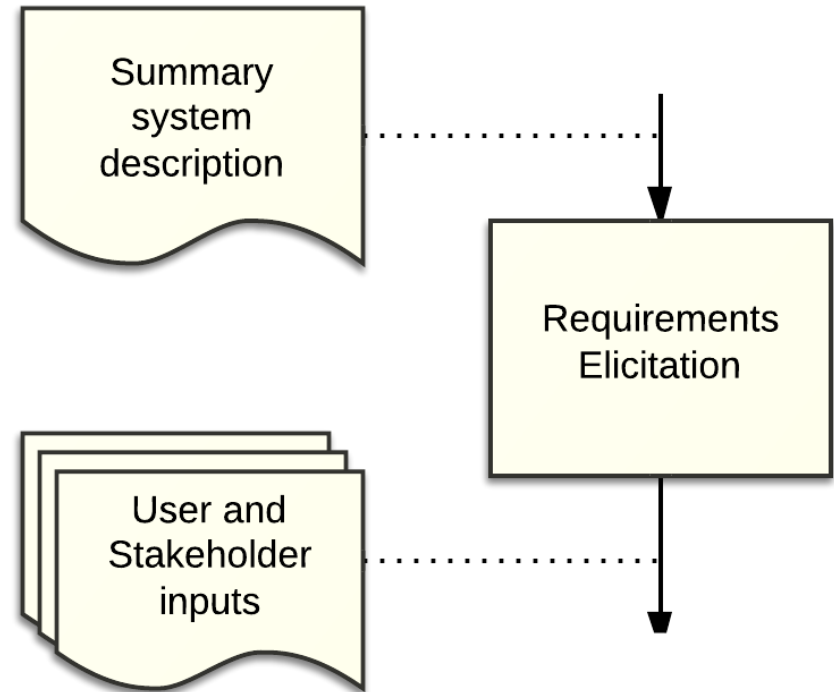 Summary
system
description
Requirements
Elicitation
User and
Stakeholder
inputs